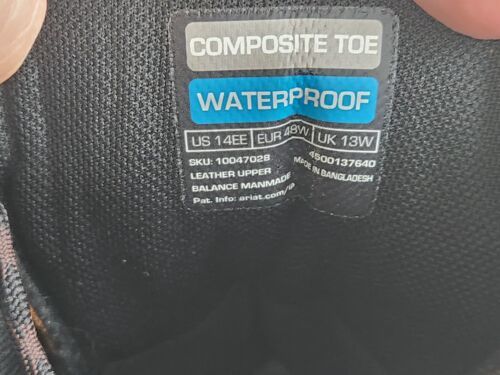 COMPOSITE TOE
WATERPROOF
US 14EE EUR 48W UK 13W
SKU: 10047028 4500137640
LEATHER UPPER MADE IN BANGLADESH
BALANCE MANMADE
Pat. Info: ariat.com/ip